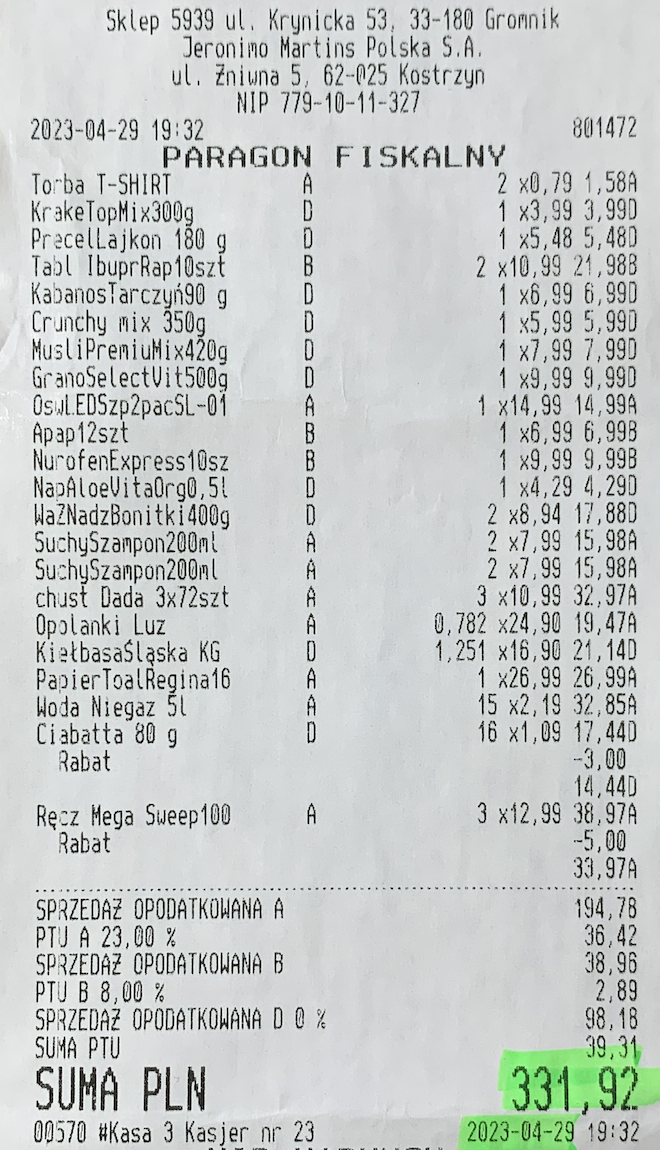 Sklep 5939 ul. Krynicka 53, 33-180 Gromnik
Jeronimo Martins Polska S.A.
ul. Żniwna 5, 62-025 Kostrzyn
NIP 779-10-11-327
2023-04-29 19:32 801472
PARAGON FISKALNY
Torba T-SHIRT A 2 x0,79 1,58A
KrakeTopMix300g D 1 x3,99 3,99D
PrecelLajkon 180 g D 1 x5,48 5,48D
Tabl IbuprRap10szt B 2 x10,99 21,98B
KabanosTarczyń90 g D 1 x6,99 6,99D
Crunchy mix 350g D 1 x5,99 5,99D
MusliPremiuMix420g D 1 x7,99 7,99D
GranoSelectVit500g D 1 x9,99 9,99D
OswLEDSzp2pacSL-01 A 1 x14,99 14,99A
Apap12szt B 1 x6,99 6,99B
NurofenExpress10sz B 1 x9,99 9,99B
NapAloeVitaOrg0,5l D 1 x4,29 4,29D
WaŻNadzBonitki400g D 2 x8,94 17,88D
SuchySzampon200ml A 2 x7,99 15,98A
SuchySzampon200ml A 2 x7,99 15,98A
chust Dada 3x72szt A 3 x10,99 32,97A
Opolanki Luz A 0,782 x24,90 19,47A
KiełbasaŚląska KG D 1,251 x16,90 21,14D
PapierToalRegina16 A 1 x26,99 26,99A
Woda Niegaz 5l A 15 x2,19 32,85A
Ciabatta 80 g D 16 x1,09 17,44D
Rabat -3,00
14,44D
Ręcz Mega Sweep100 A 3 x12,99 38,97A
Rabat -5,00
33,97A
SPRZEDAŻ OPODATKOWANA A 194,78
PTU A 23,00 % 36,42
SPRZEDAŻ OPODATKOWANA B 38,96
PTU B 8,00 % 2,89
SPRZEDAŻ OPODATKOWANA D 0 % 98,18
SUMA PTU 39,31
SUMA PLN 331,92
00570 #Kasa 3 Kasjer nr 23 2023-04-29 19:32